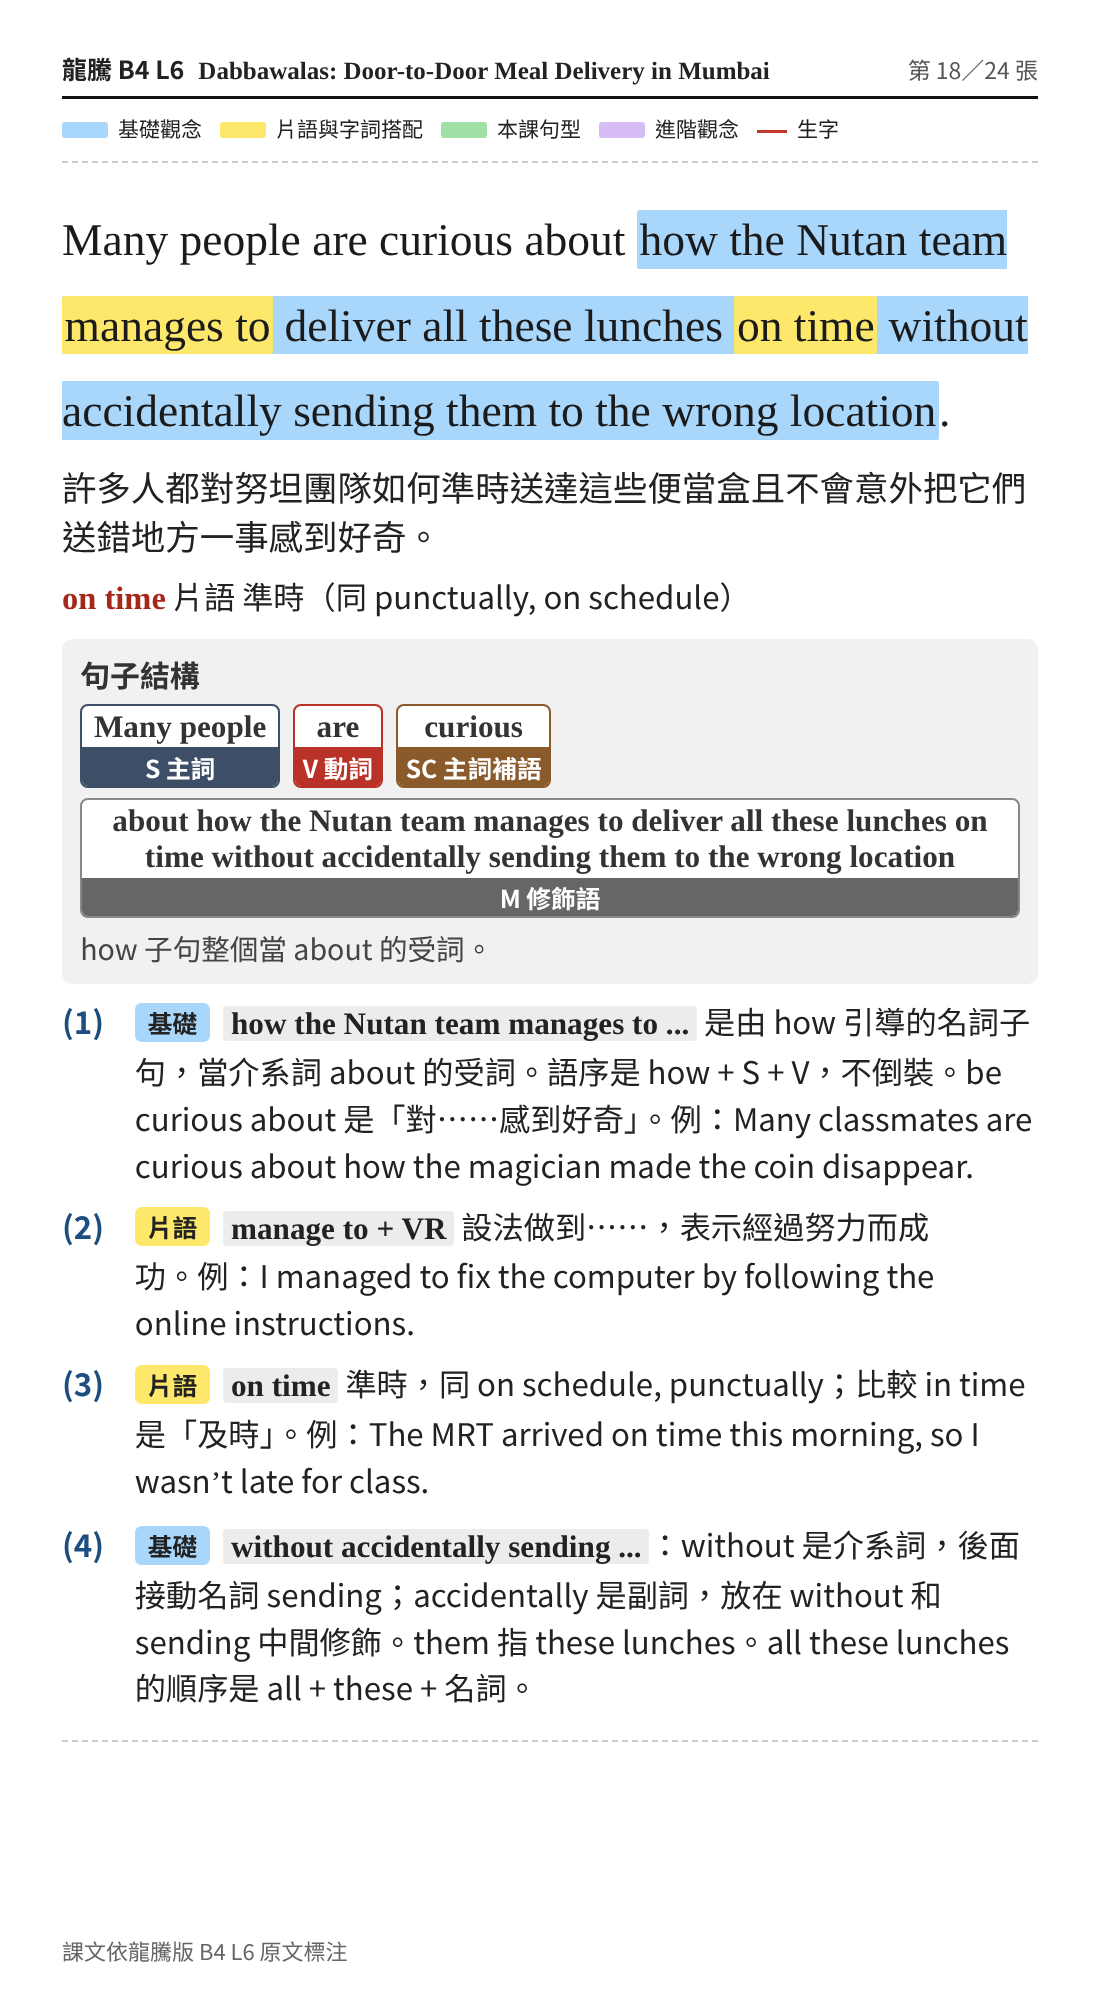 龍騰 B4 L6 Dabbawalas: Door-to-Door Meal Delivery in Mumbai 第 18／24 張
基礎觀念 片語與字詞搭配 本課句型 進階觀念 生字
Many people are curious about how the Nutan team
manages to deliver all these lunches on time without
accidentally sending them to the wrong location.
許多人都對努坦團隊如何準時送達這些便當盒且不會意外把它們
送錯地方一事感到好奇。
on time 片語 準時（同 punctually, on schedule）
句子結構
Many people are curious
S 主詞 V 動詞 SC 主詞補語
about how the Nutan team manages to deliver all these lunches on
time without accidentally sending them to the wrong location
M 修飾語
how 子句整個當 about 的受詞。
(1) 基礎 how the Nutan team manages to ... 是由 how 引導的名詞子
句，當介系詞 about 的受詞。語序是 how + S + V，不倒裝。be
curious about 是「對……感到好奇」。例：Many classmates are
curious about how the magician made the coin disappear.
(2) 片語 manage to + VR 設法做到……，表示經過努力而成
功。例：I managed to fix the computer by following the
online instructions.
(3) 片語 on time 準時，同 on schedule, punctually；比較 in time
是「及時」。例：The MRT arrived on time this morning, so I
wasn’t late for class.
(4) 基礎 without accidentally sending ... ：without 是介系詞，後面
接動名詞 sending；accidentally 是副詞，放在 without 和
sending 中間修飾。them 指 these lunches。all these lunches
的順序是 all + these + 名詞。
課文依龍騰版 B4 L6 原文標注